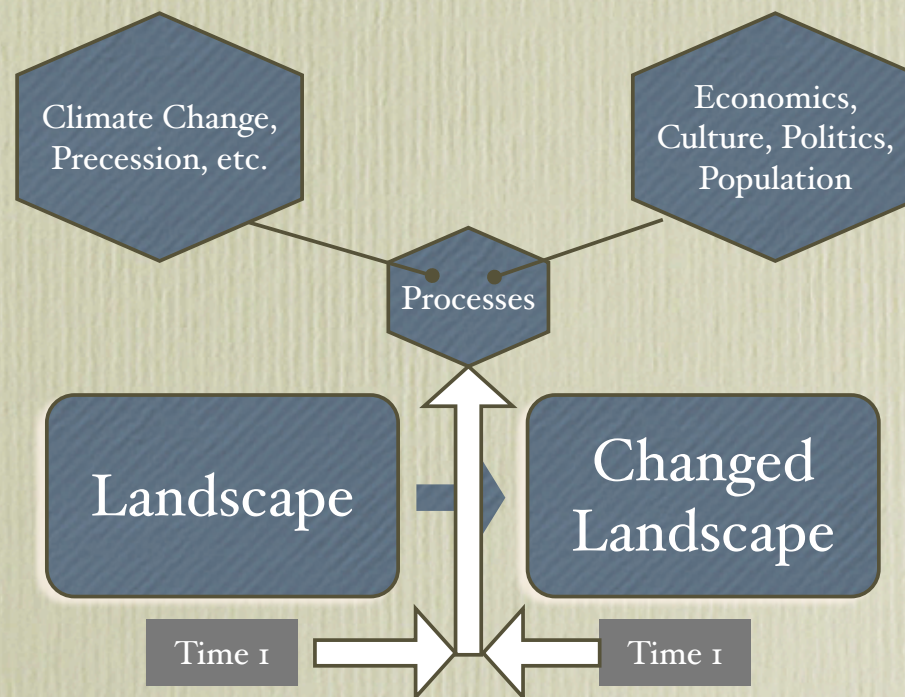 Climate Change,
Precession, etc.
Economics,
Culture, Politics,
Population
Processes
Landscape
Changed
Landscape
Time 1
Time 1